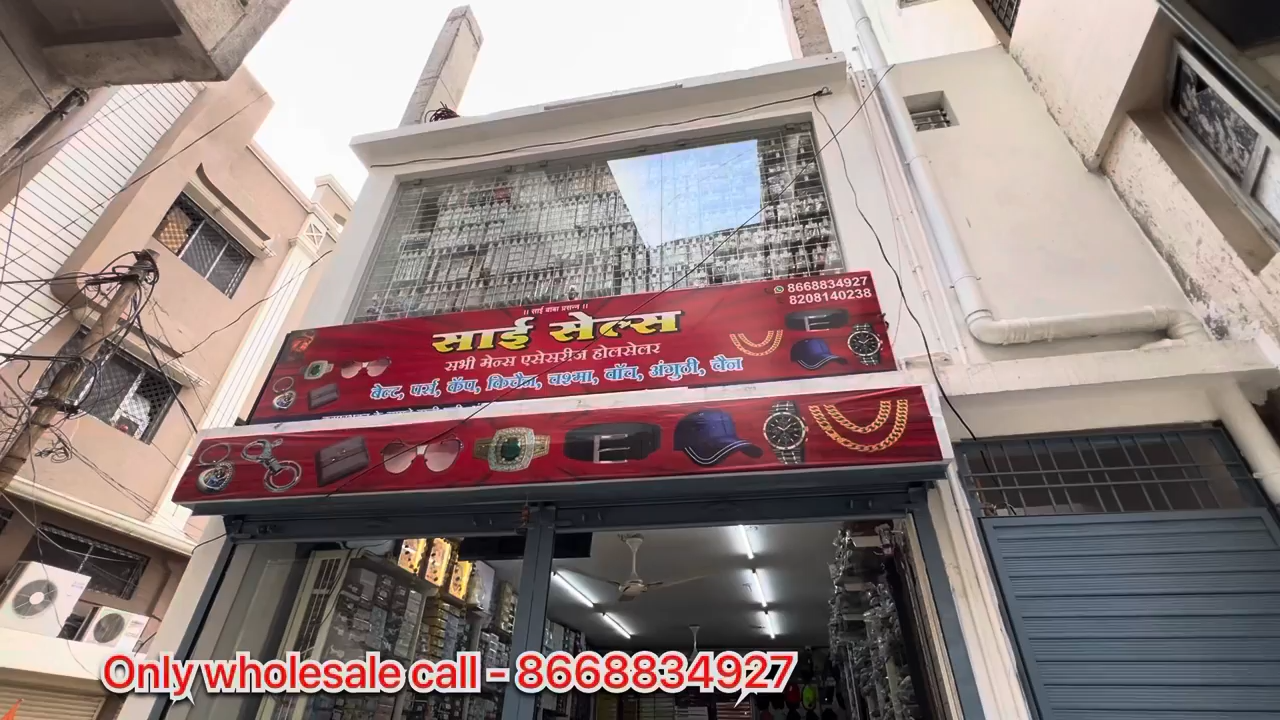 ।। साई बाबा प्रसन्न ।।
8668834927
8208140238
साई सेल्स
सभी मेन्स एसेसरीज होलसेलर
बेल्ट, पर्स, कॅप, किचैन, चश्मा, वॉच, अंगुठी, चैन
Only wholesale call - 8668834927